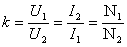 k = U₁/U₂ = I₂/I₁ = N₁/N₂